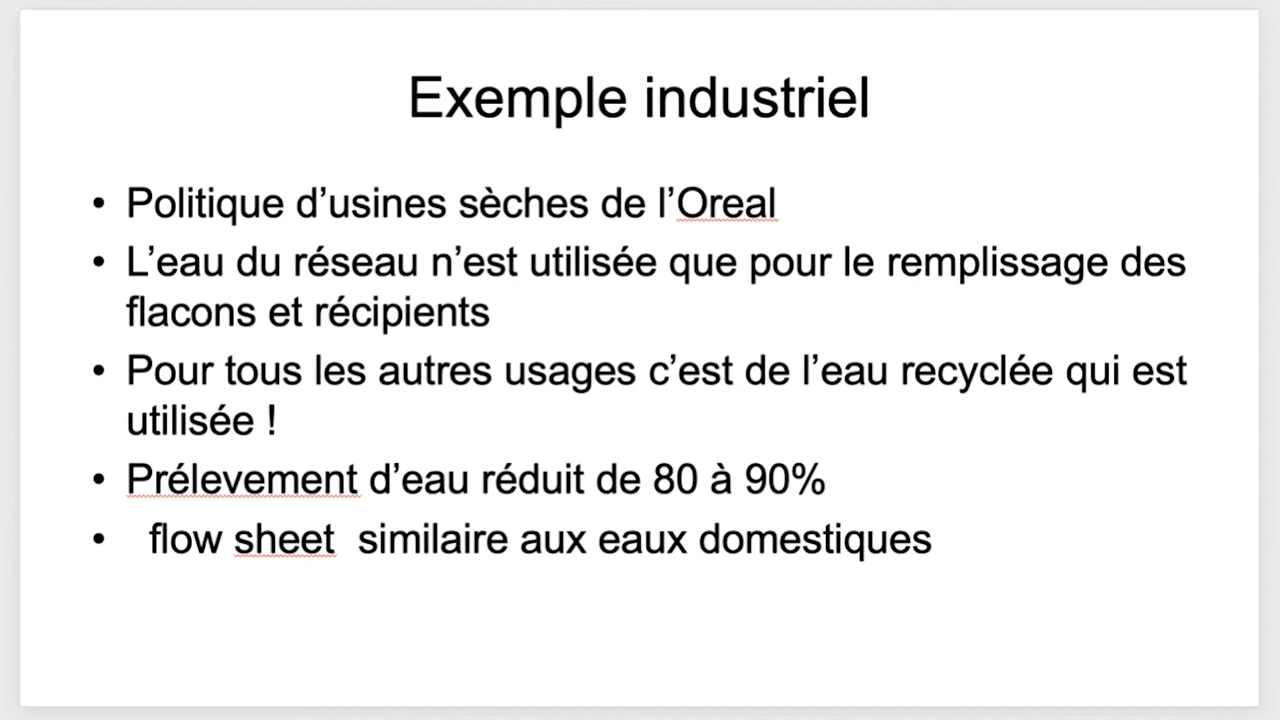 Exemple industriel
• Politique d’usines sèches de l’Oreal
• L’eau du réseau n’est utilisée que pour le remplissage des
flacons et récipients
• Pour tous les autres usages c’est de l’eau recyclée qui est
utilisée !
• Prélevement d’eau réduit de 80 à 90%
• flow sheet similaire aux eaux domestiques